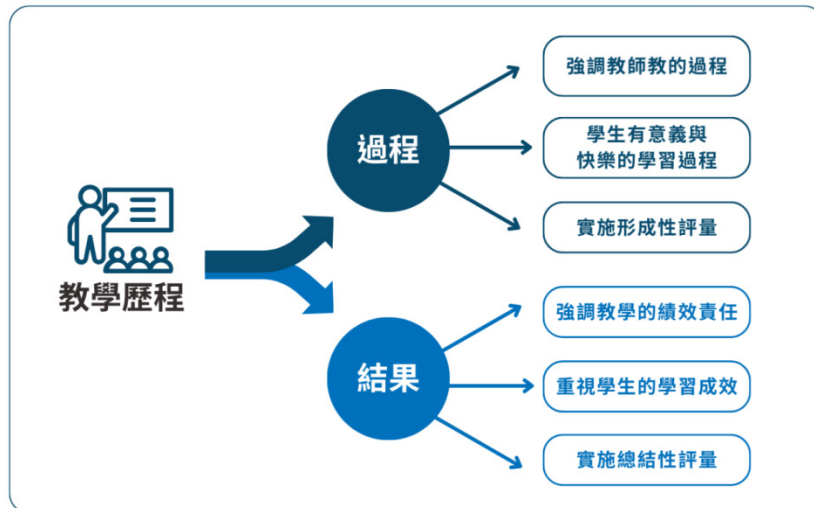 教學歷程
過程
強調教師教的過程
學生有意義與
快樂的學習過程
實施形成性評量
結果
強調教學的績效責任
重視學生的學習成效
實施總結性評量